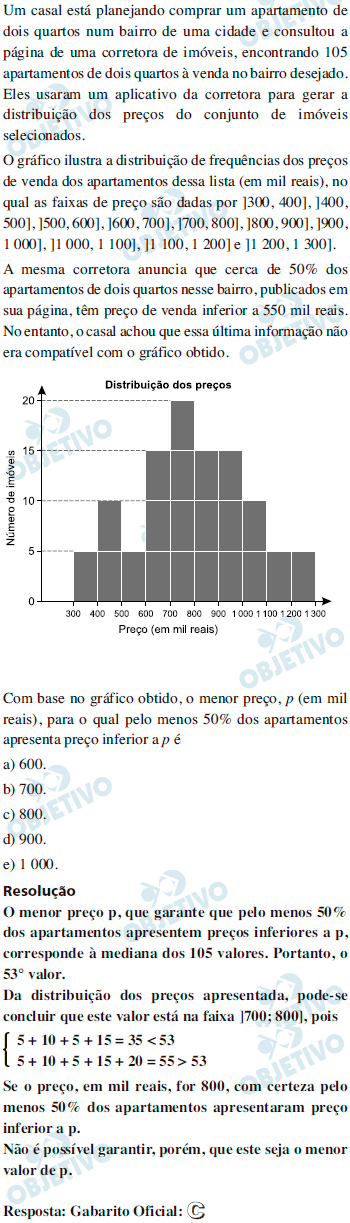 Um casal está planejando comprar um apartamento de
dois quartos num bairro de uma cidade e consultou a
página de uma corretora de imóveis, encontrando 105
apartamentos de dois quartos à venda no bairro desejado.
Eles usaram um aplicativo da corretora para gerar a
distribuição dos preços do conjunto de imóveis
selecionados.
O gráfico ilustra a distribuição de frequências dos preços
de venda dos apartamentos dessa lista (em mil reais), no
qual as faixas de preço são dadas por ]300, 400], ]400,
500], ]500, 600], ]600, 700], ]700, 800], ]800, 900], ]900,
1 000], ]1 000, 1 100], ]1 100, 1 200] e ]1 200, 1 300].
A mesma corretora anuncia que cerca de 50% dos
apartamentos de dois quartos nesse bairro, publicados em
sua página, têm preço de venda inferior a 550 mil reais.
No entanto, o casal achou que essa última informação não
era compatível com o gráfico obtido.
Distribuição dos preços
Número de imóveis
20
15
10
5
0
300 400 500 600 700 800 900 1 000 1 100 1 200 1 300
Preço (em mil reais)
Com base no gráfico obtido, o menor preço, p (em mil
reais), para o qual pelo menos 50% dos apartamentos
apresenta preço inferior a p é
a) 600.
b) 700.
c) 800.
d) 900.
e) 1 000.
Resolução
O menor preço p, que garante que pelo menos 50%
dos apartamentos apresentem preços inferiores a p,
corresponde à mediana dos 105 valores. Portanto, o
53° valor.
Da distribuição dos preços apresentada, pode-se
concluir que este valor está na faixa ]700; 800], pois
5 + 10 + 5 + 15 = 35 < 53
5 + 10 + 5 + 15 + 20 = 55 > 53
Se o preço, em mil reais, for 800, com certeza pelo
menos 50% dos apartamentos apresentaram preço
inferior a p.
Não é possível garantir, porém, que este seja o menor
valor de p.
Resposta: Gabarito Oficial: C
OBJETIVO
OBJETIVO
OBJETIVO
OBJETIVO
OBJETIVO
OBJETIVO
OBJETIVO
OBJETIVO
OBJETIVO
OBJETIVO
OBJETIVO